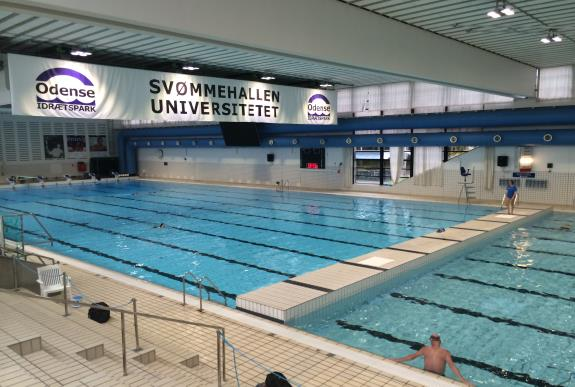 Odense
IDRÆTSPARK
SVØMMEHALLEN
UNIVERSITETET
Odense
IDRÆTSPARK